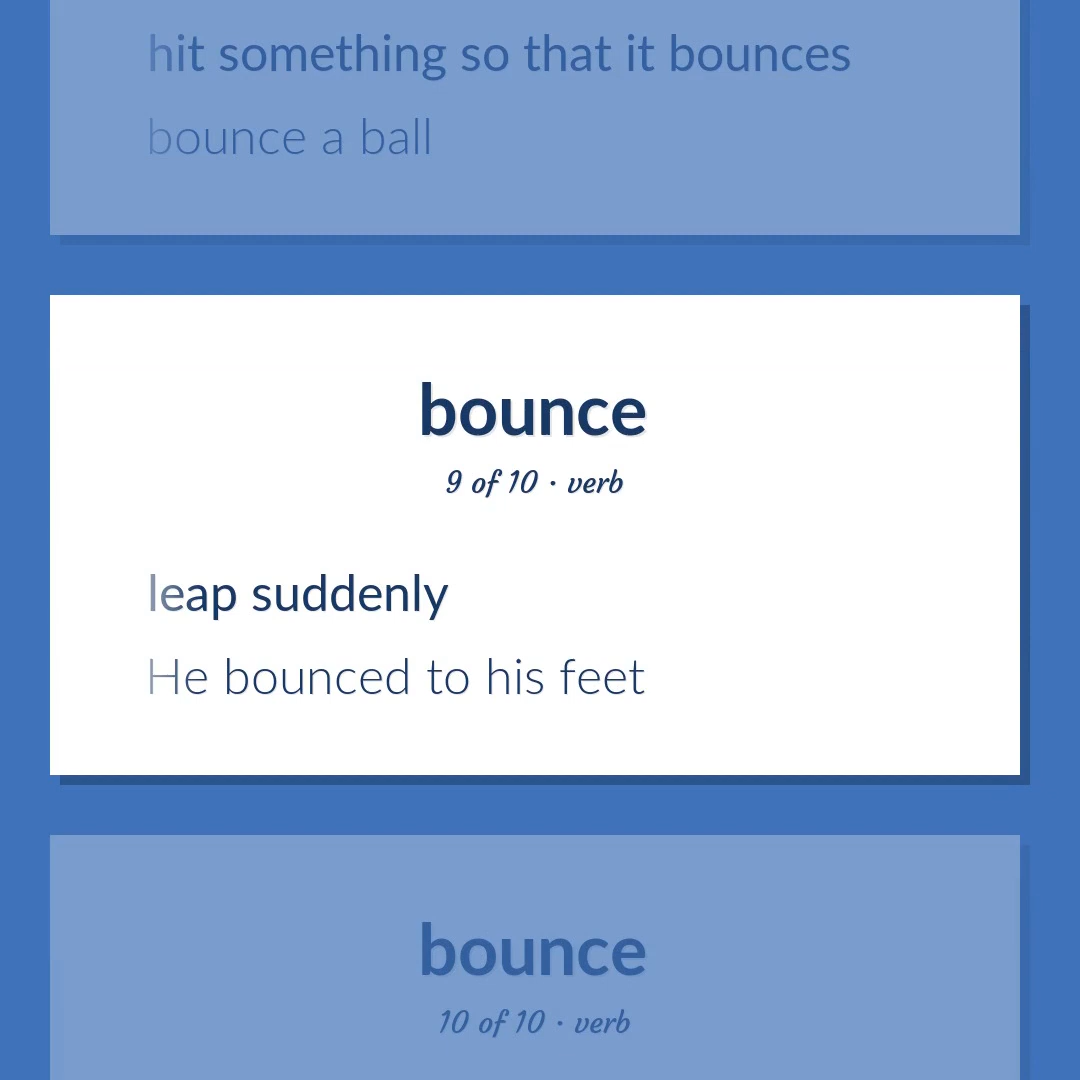 hit something so that it bounces
bounce a ball
bounce
9 of 10 · verb
leap suddenly
He bounced to his feet
bounce
10 of 10 · verb